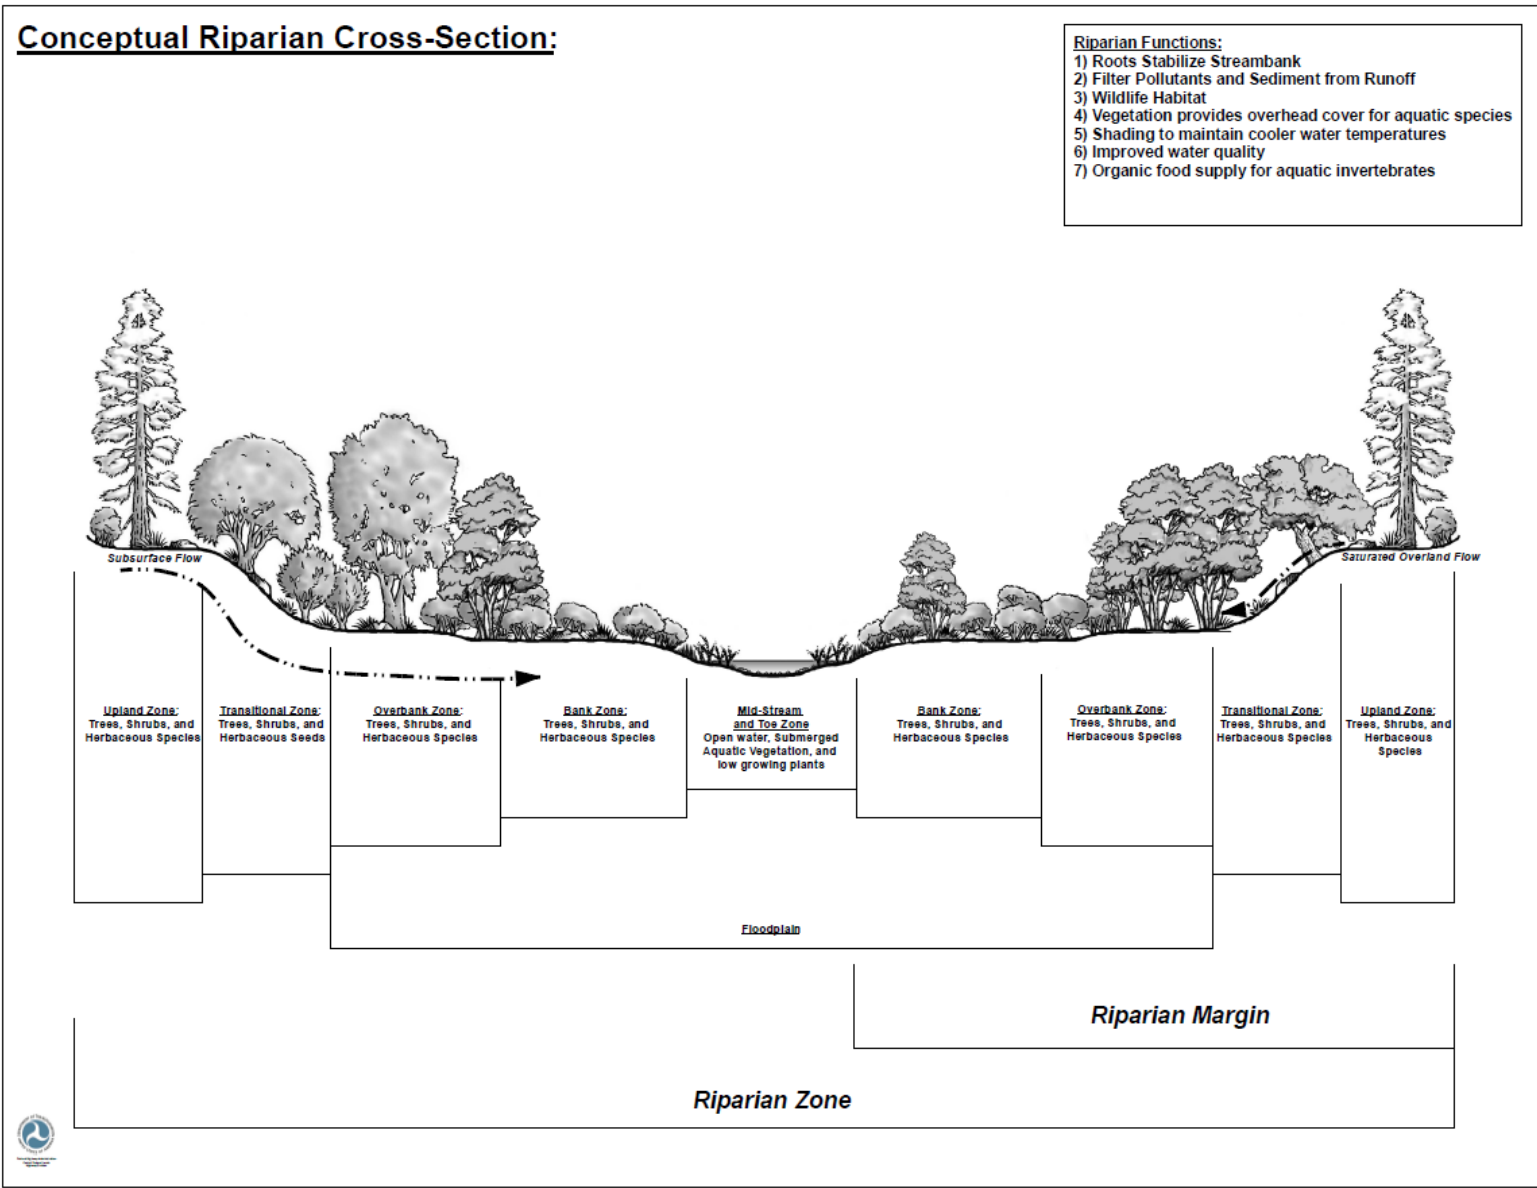 Conceptual Riparian Cross-Section:
Riparian Functions:
1) Roots Stabilize Streambank
2) Filter Pollutants and Sediment from Runoff
3) Wildlife Habitat
4) Vegetation provides overhead cover for aquatic species
5) Shading to maintain cooler water temperatures
6) Improved water quality
7) Organic food supply for aquatic invertebrates
Subsurface Flow
Saturated Overland Flow
Upland Zone:
Trees, Shrubs, and
Herbaceous Species
Transitional Zone:
Trees, Shrubs, and
Herbaceous Seeds
Overbank Zone:
Trees, Shrubs, and
Herbaceous Species
Bank Zone:
Trees, Shrubs, and
Herbaceous Species
Mid-Stream
and Toe Zone
Open water, Submerged
Aquatic Vegetation, and
low growing plants
Bank Zone:
Trees, Shrubs, and
Herbaceous Species
Overbank Zone:
Trees, Shrubs, and
Herbaceous Species
Transitional Zone:
Trees, Shrubs, and
Herbaceous Species
Upland Zone:
Trees, Shrubs, and
Herbaceous
Species
Floodplain
Riparian Margin
Riparian Zone